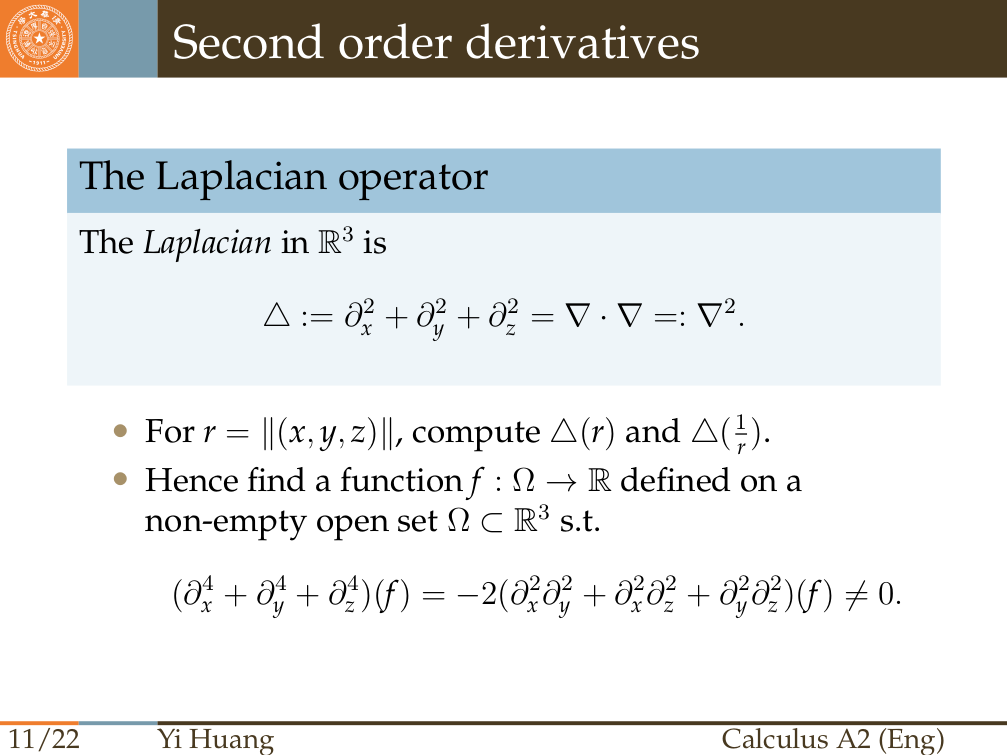 Second order derivatives
The Laplacian operator
The Laplacian in ℝ³ is
△ := ∂²ₓ + ∂²ᵧ + ∂²_z = ∇ · ∇ =: ∇².
• For r = ‖(x, y, z)‖, compute △(r) and △(1/r).
• Hence find a function f : Ω → ℝ defined on a
non-empty open set Ω ⊂ ℝ³ s.t.
(∂⁴ₓ + ∂⁴ᵧ + ∂⁴_z)(f) = −2(∂²ₓ∂²ᵧ + ∂²ₓ∂²_z + ∂²ᵧ∂²_z)(f) ≠ 0.
11/22 Yi Huang Calculus A2 (Eng)